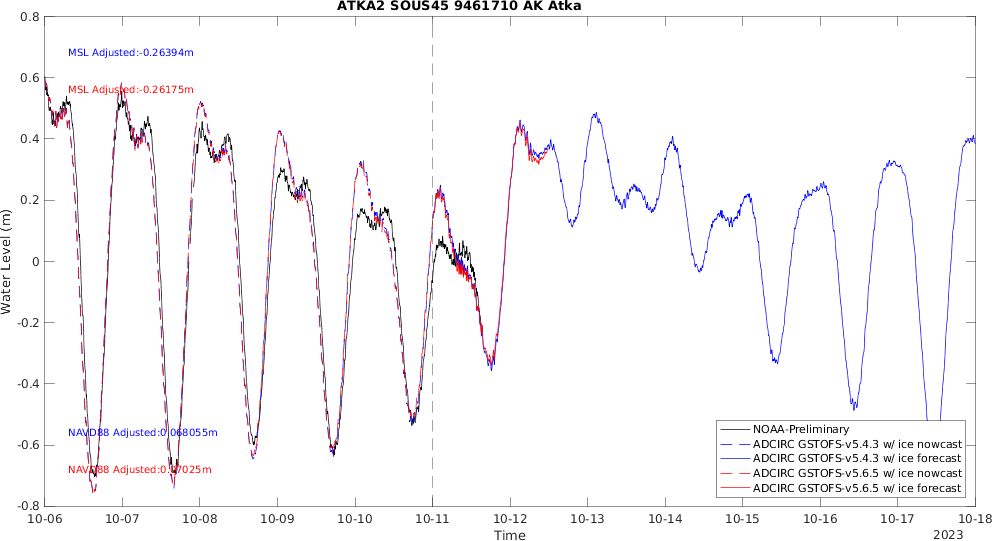 ATKA2 SOUS45 9461710 AK Atka
0.8
MSL Adjusted:-0.26394m
0.6
MSL Adjusted:-0.26175m
0.4
0.2
Water Level (m)
0
-0.2
-0.4
NAVD88 Adjusted:0.068055m
NOAA-Preliminary
-0.6
ADCIRC GSTOFS-v5.4.3 w/ ice nowcast
ADCIRC GSTOFS-v5.4.3 w/ ice forecast
NAVD88 Adjusted:0.07025m
ADCIRC GSTOFS-v5.6.5 w/ ice nowcast
ADCIRC GSTOFS-v5.6.5 w/ ice forecast
-0.8
10-06 10-07 10-08 10-09 10-10 10-11 10-12 10-13 10-14 10-15 10-16 10-17 10-18
Time
2023